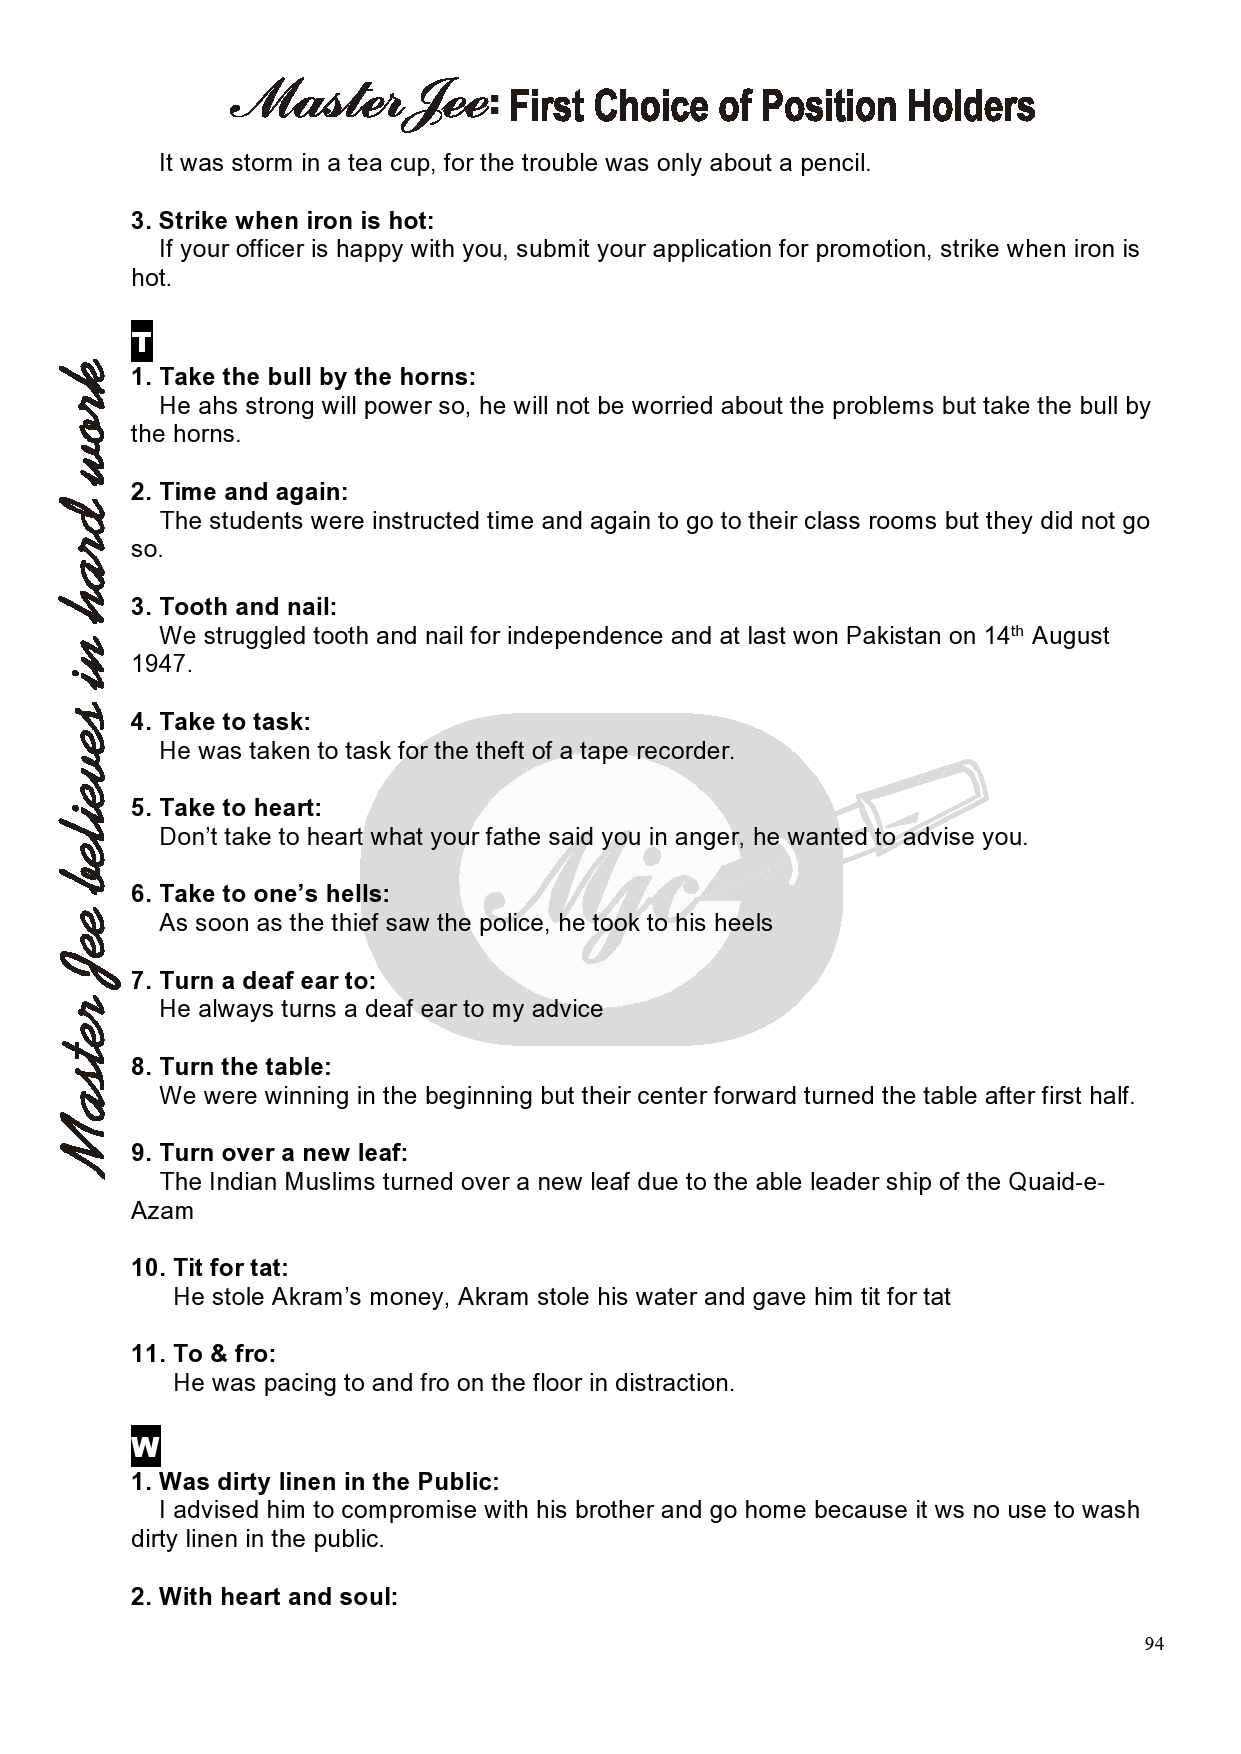 Master Jee: First Choice of Position Holders
It was storm in a tea cup, for the trouble was only about a pencil.
3. Strike when iron is hot:
If your officer is happy with you, submit your application for promotion, strike when iron is
hot.
T
1. Take the bull by the horns:
He ahs strong will power so, he will not be worried about the problems but take the bull by
the horns.
2. Time and again:
The students were instructed time and again to go to their class rooms but they did not go
so.
3. Tooth and nail:
We struggled tooth and nail for independence and at last won Pakistan on 14th August
1947.
4. Take to task:
He was taken to task for the theft of a tape recorder.
5. Take to heart:
Don’t take to heart what your fathe said you in anger, he wanted to advise you.
6. Take to one’s hells:
As soon as the thief saw the police, he took to his heels
7. Turn a deaf ear to:
He always turns a deaf ear to my advice
8. Turn the table:
We were winning in the beginning but their center forward turned the table after first half.
9. Turn over a new leaf:
The Indian Muslims turned over a new leaf due to the able leader ship of the Quaid-e-
Azam
10. Tit for tat:
He stole Akram’s money, Akram stole his water and gave him tit for tat
11. To & fro:
He was pacing to and fro on the floor in distraction.
W
1. Was dirty linen in the Public:
I advised him to compromise with his brother and go home because it ws no use to wash
dirty linen in the public.
2. With heart and soul:
94
Master Jee believes in hard work
Mjc